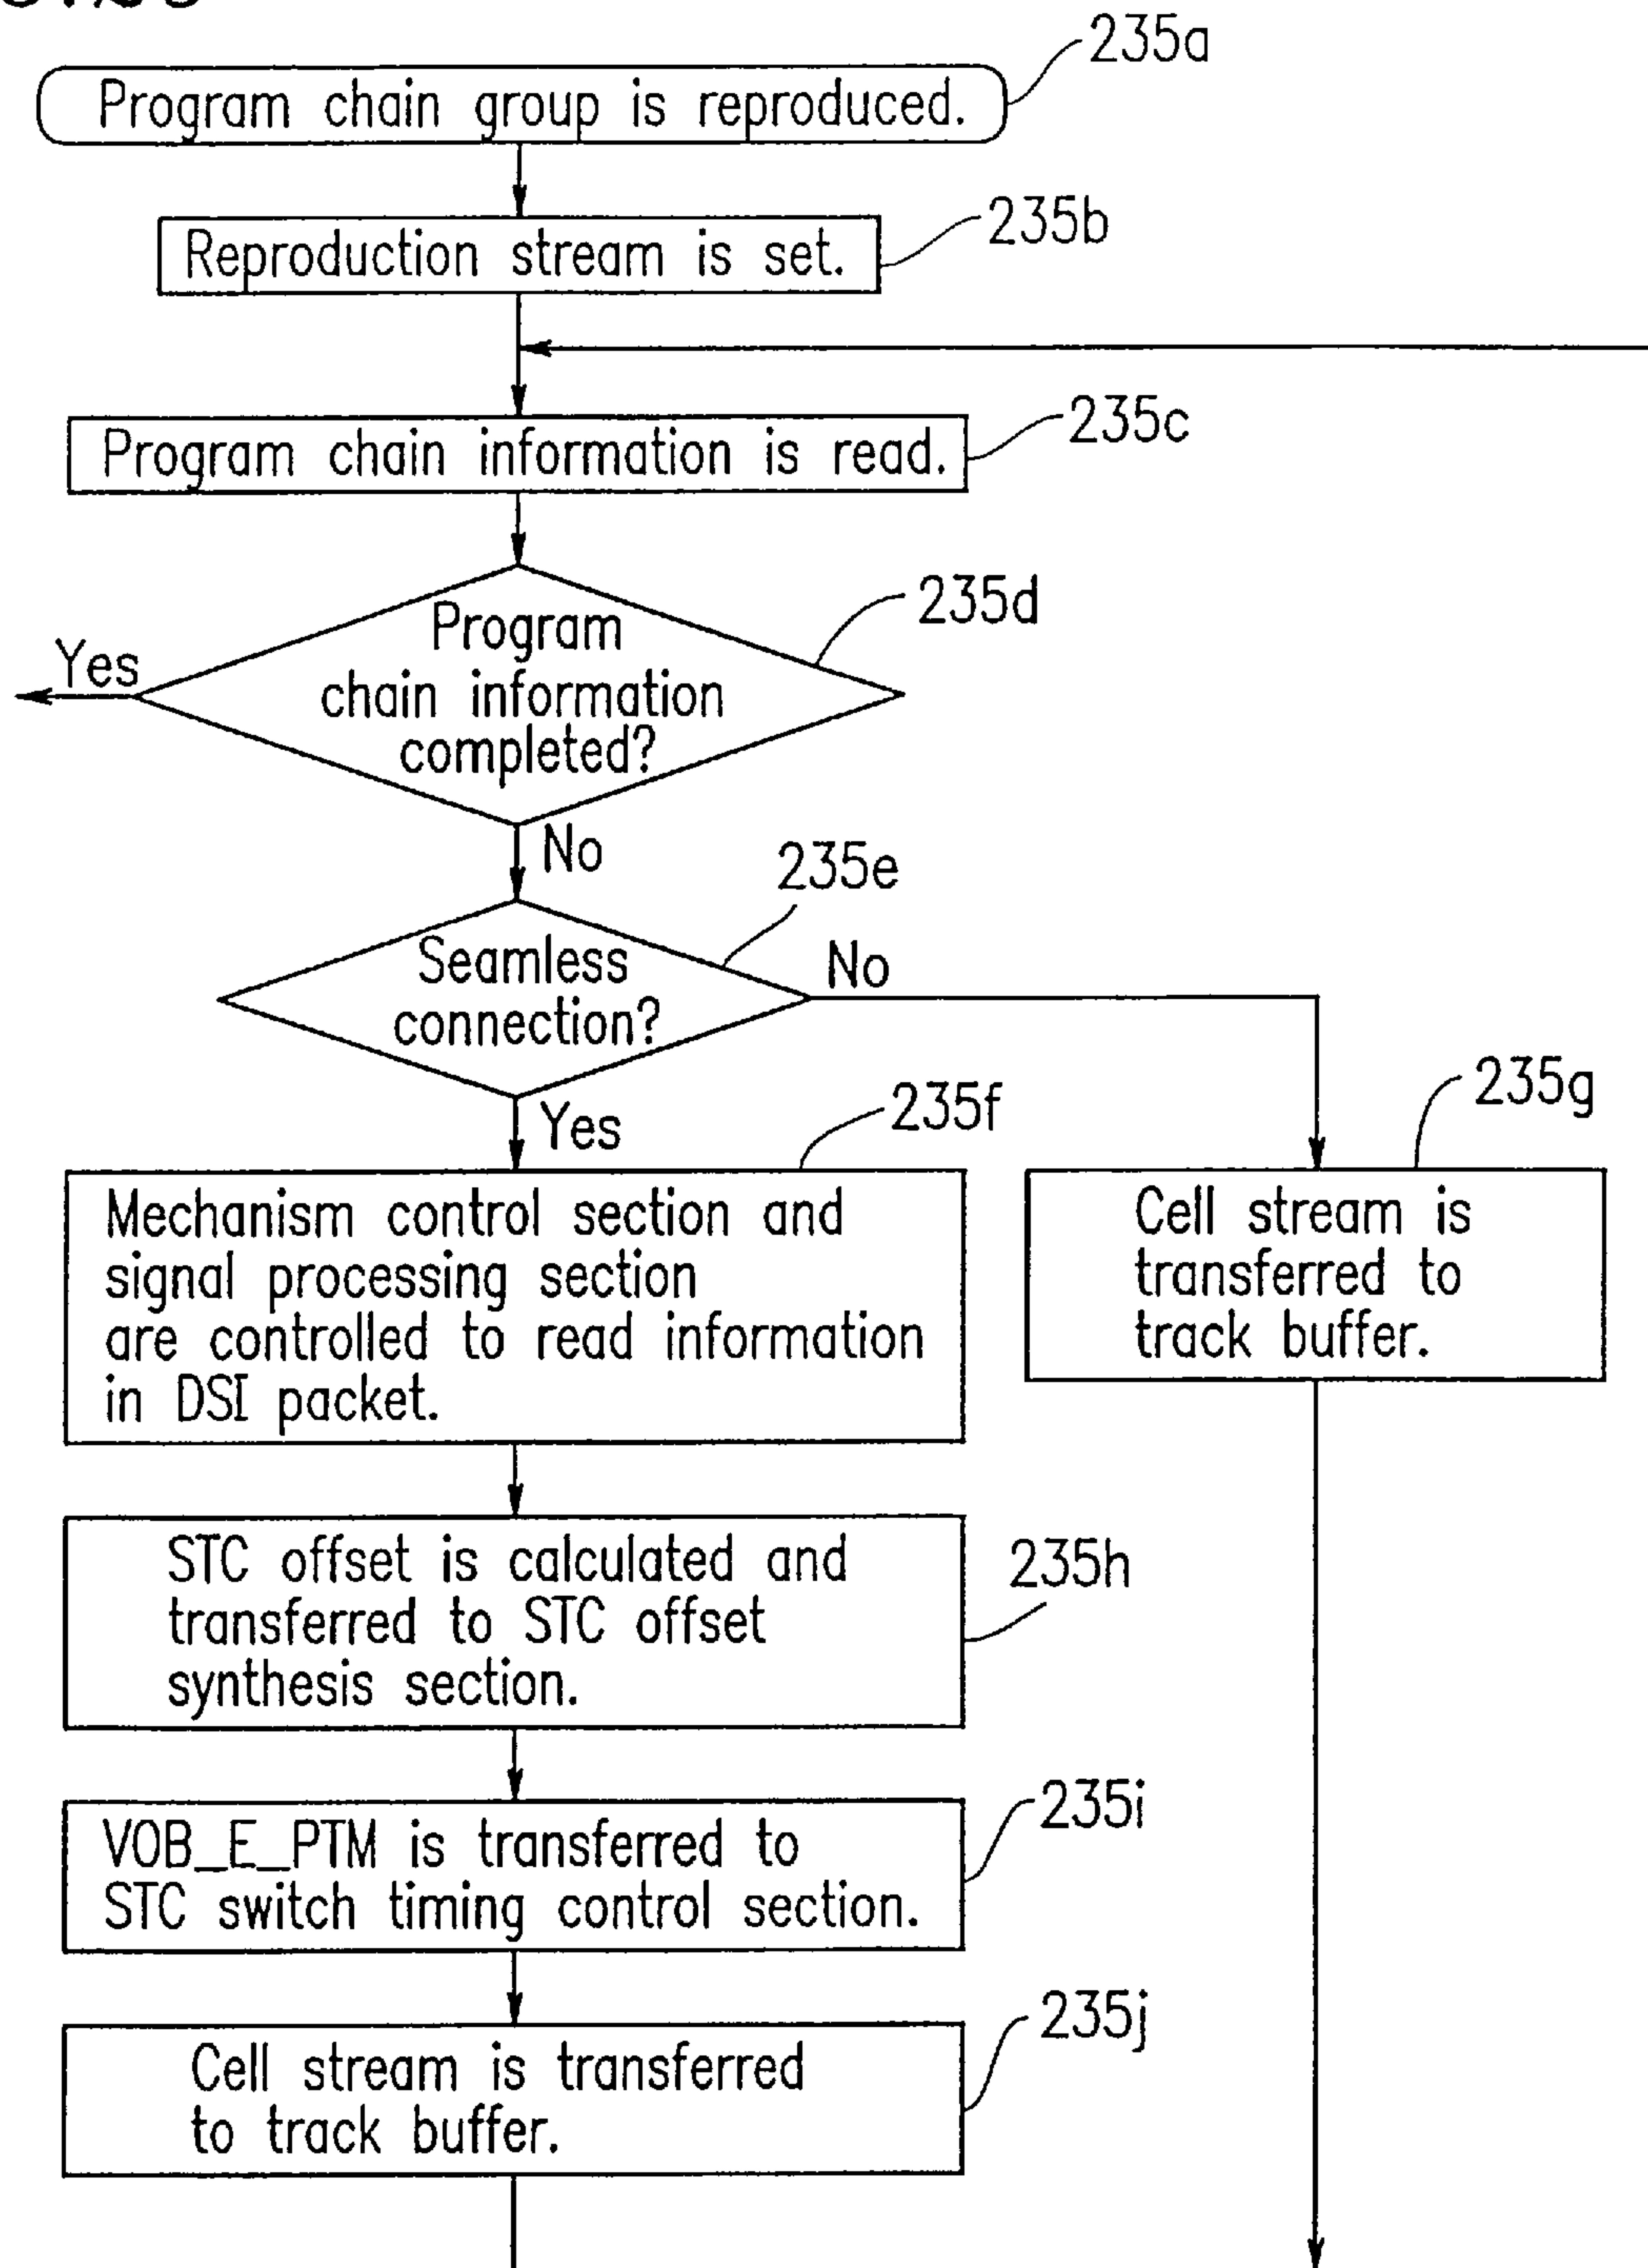 235a
Program chain group is reproduced.
235b
Reproduction stream is set.
235c
Program chain information is read.
235d
Program
chain information
completed?
Yes
No
235e
Seamless
connection?
No
Yes
235f
Mechanism control section and
signal processing section
are controlled to read information
in DSI packet.
235g
Cell stream is
transferred to
track buffer.
235h
STC offset is calculated and
transferred to STC offset
synthesis section.
235i
VOB_E_PTM is transferred to
STC switch timing control section.
235j
Cell stream is transferred
to track buffer.